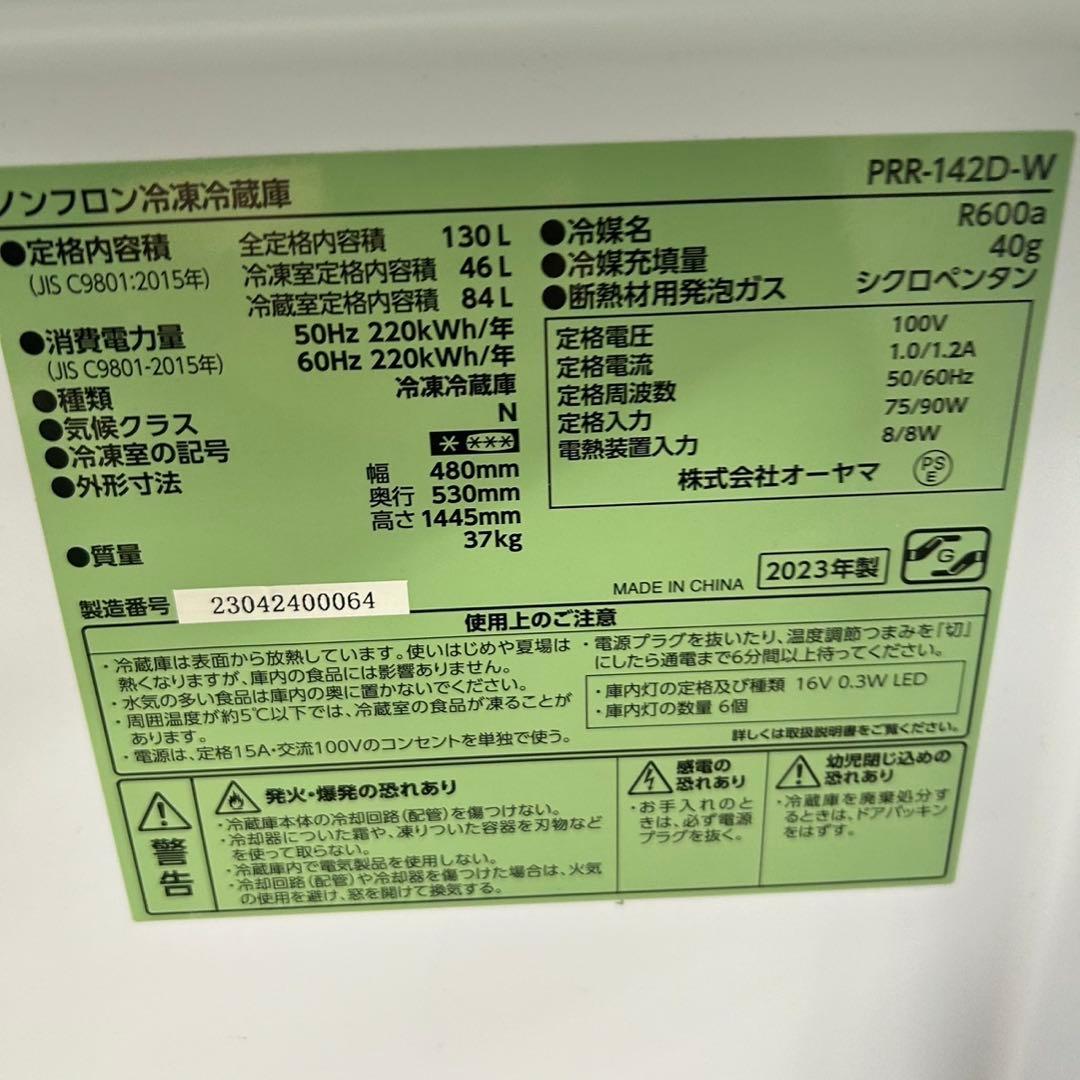 ノンフロン冷凍冷蔵庫
PRR-142D-W
●定格内容積 全定格内容積 130L
(JIS C9801:2015年) 冷凍室定格内容積 46L
冷蔵室定格内容積 84L
●消費電力量 50Hz 220kWh/年
(JIS C9801-2015年) 60Hz 220kWh/年
●種類 冷凍冷蔵庫
●気候クラス N
●冷凍室の記号
●外形寸法 幅 480mm
奥行 530mm
高さ 1445mm
●質量 37kg
●冷媒名 R600a
●冷媒充填量 40g
●断熱材用発泡ガス シクロペンタン
定格電圧 100V
定格電流 1.0/1.2A
定格周波数 50/60Hz
定格入力 75/90W
電熱装置入力 8/8W
株式会社オーヤマ PSE
製造番号 23042400064
MADE IN CHINA 2023年製 G
使用上のご注意
・冷蔵庫は表面から放熱しています。使いはじめや夏場は
熱くなりますが、庫内の食品には影響ありません。
・水気の多い食品は庫内の奥に置かないでください。
・周囲温度が約5℃以下では、冷蔵室の食品が凍ることが
あります。
・電源は、定格15A・交流100Vのコンセントを単独で使う。
・電源プラグを抜いたり、温度調節つまみを「切」
にしたら通電まで6分間以上待ってください。
・庫内灯の定格及び種類 16V 0.3W LED
・庫内灯の数量 6個
詳しくは取扱説明書をご覧ください。
警告
発火・爆発の恐れあり
・冷蔵庫本体の冷却回路(配管)を傷つけない。
・冷却器についた霜や、凍りついた容器を刃物など
を使って取らない。
・冷蔵庫内で電気製品を使用しない。
・冷却回路(配管)や冷却器を傷つけた場合は、火気
の使用を避け、窓を開けて換気する。
感電の
恐れあり
・お手入れのと
きは、必ず電源
プラグを抜く。
幼児閉じ込めの
恐れあり
・冷蔵庫を廃棄処分す
るときは、ドアパッキン
をはずす。